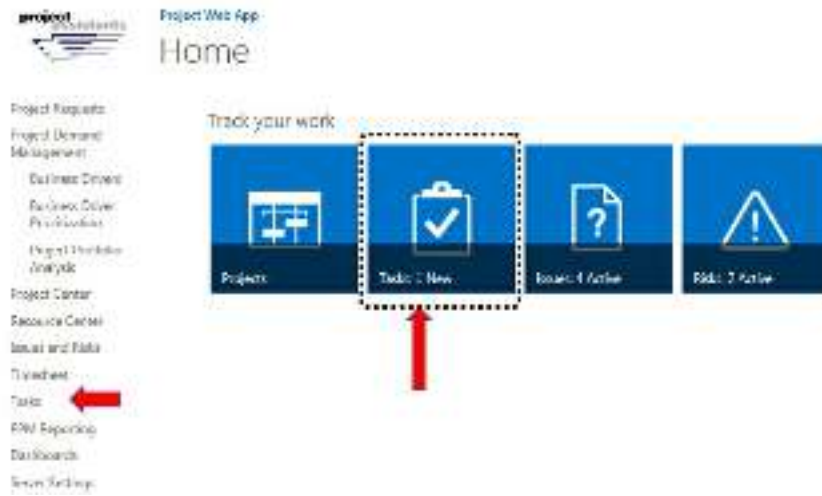 project
assistants
Project Web App
Home
Project Requests
Project Demand
Management
Business Drivers
Business Driver
Prioritization
Project Portfolio
Analysis
Project Center
Resource Center
Issues and Risks
Timesheet
Tasks
EPM Reporting
Dashboards
Server Settings
Track your work
Projects
Tasks: 1 New
Issues: 4 Active
Risks: 2 Active